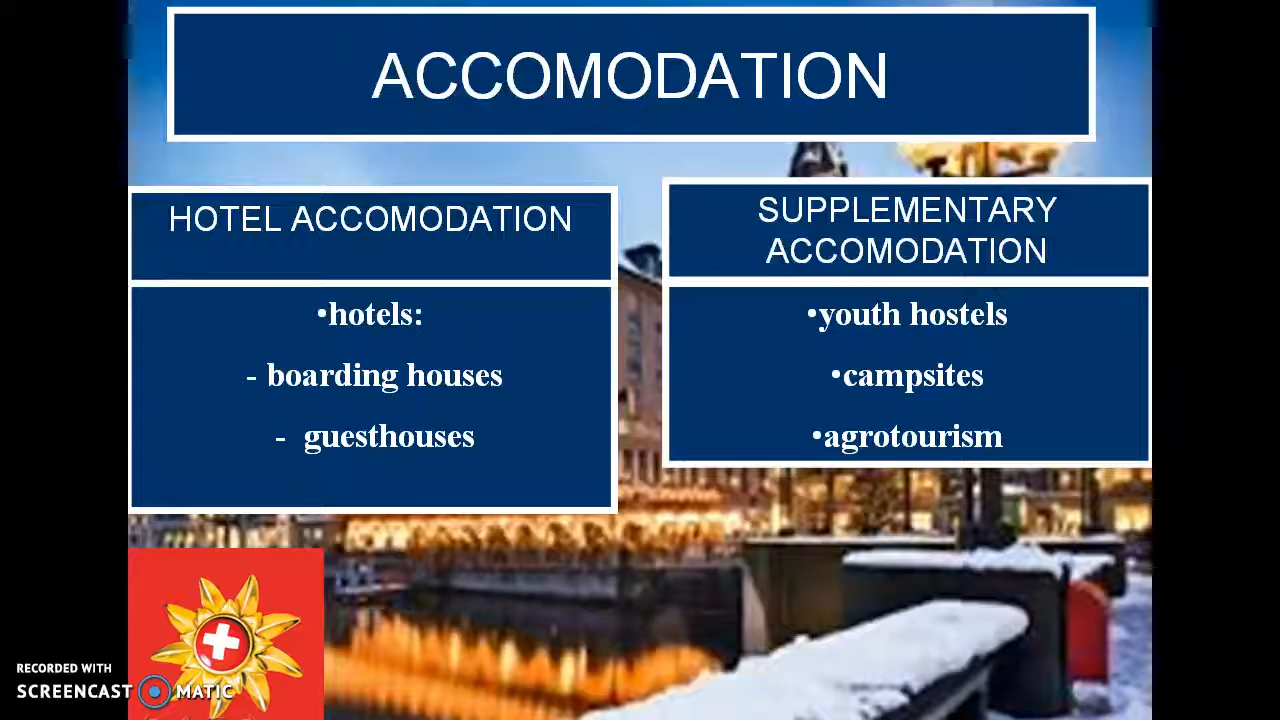 ACCOMODATION
HOTEL ACCOMODATION
•hotels:
- boarding houses
- guesthouses
SUPPLEMENTARY
ACCOMODATION
•youth hostels
•campsites
•agrotourism
RECORDED WITH
SCREENCAST MATIC